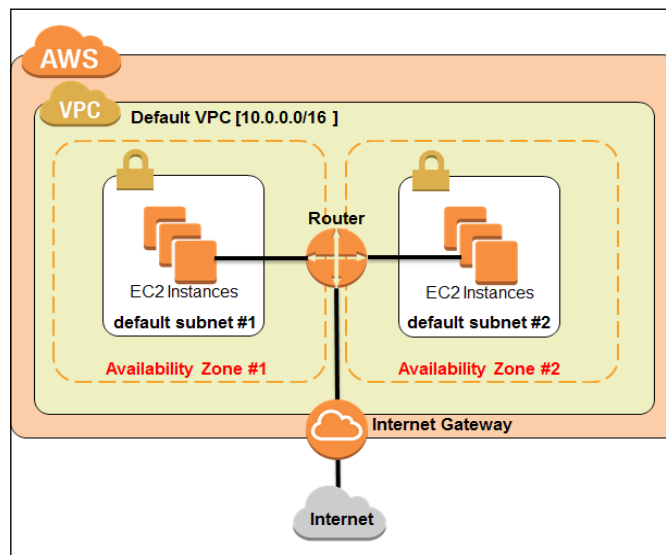 AWS
VPC
Default VPC [10.0.0.0/16 ]
Router
EC2 Instances
EC2 Instances
default subnet #1
default subnet #2
Availability Zone #1
Availability Zone #2
Internet Gateway
Internet